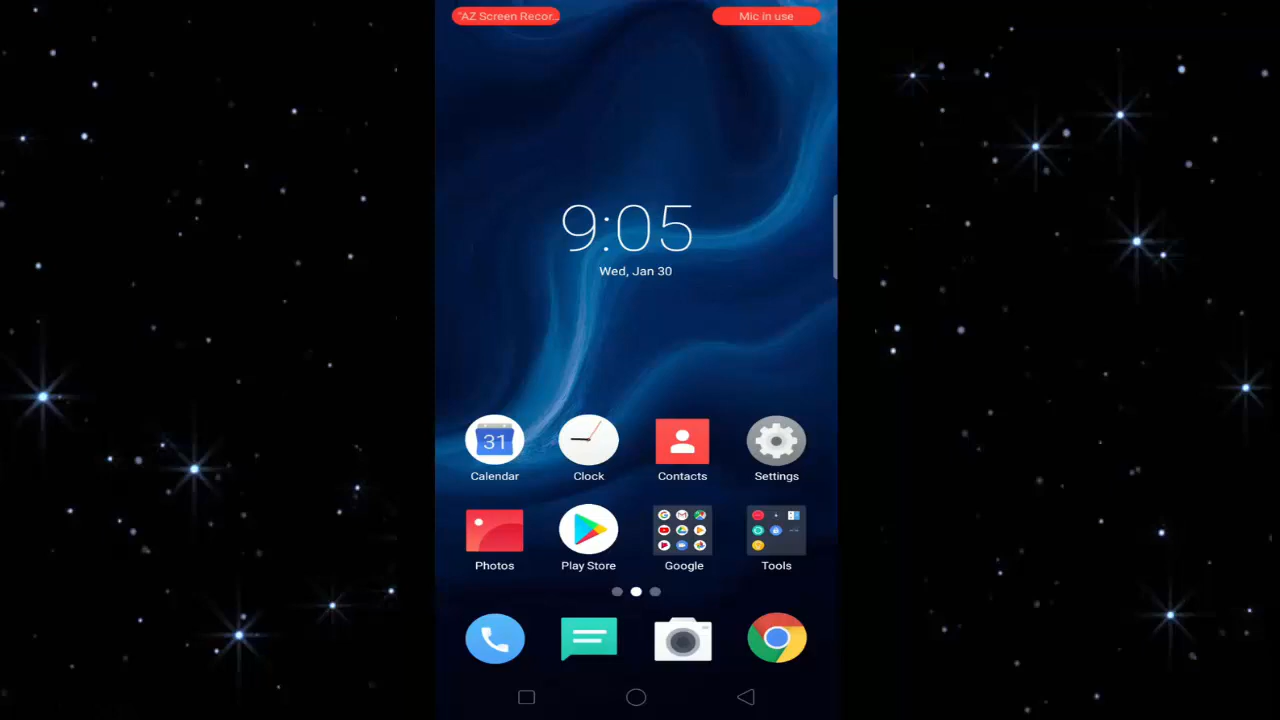 "AZ Screen Recor...
Mic in use
9:05
Wed, Jan 30
31
Calendar
Clock
Contacts
Settings
Photos
Play Store
Google
Tools